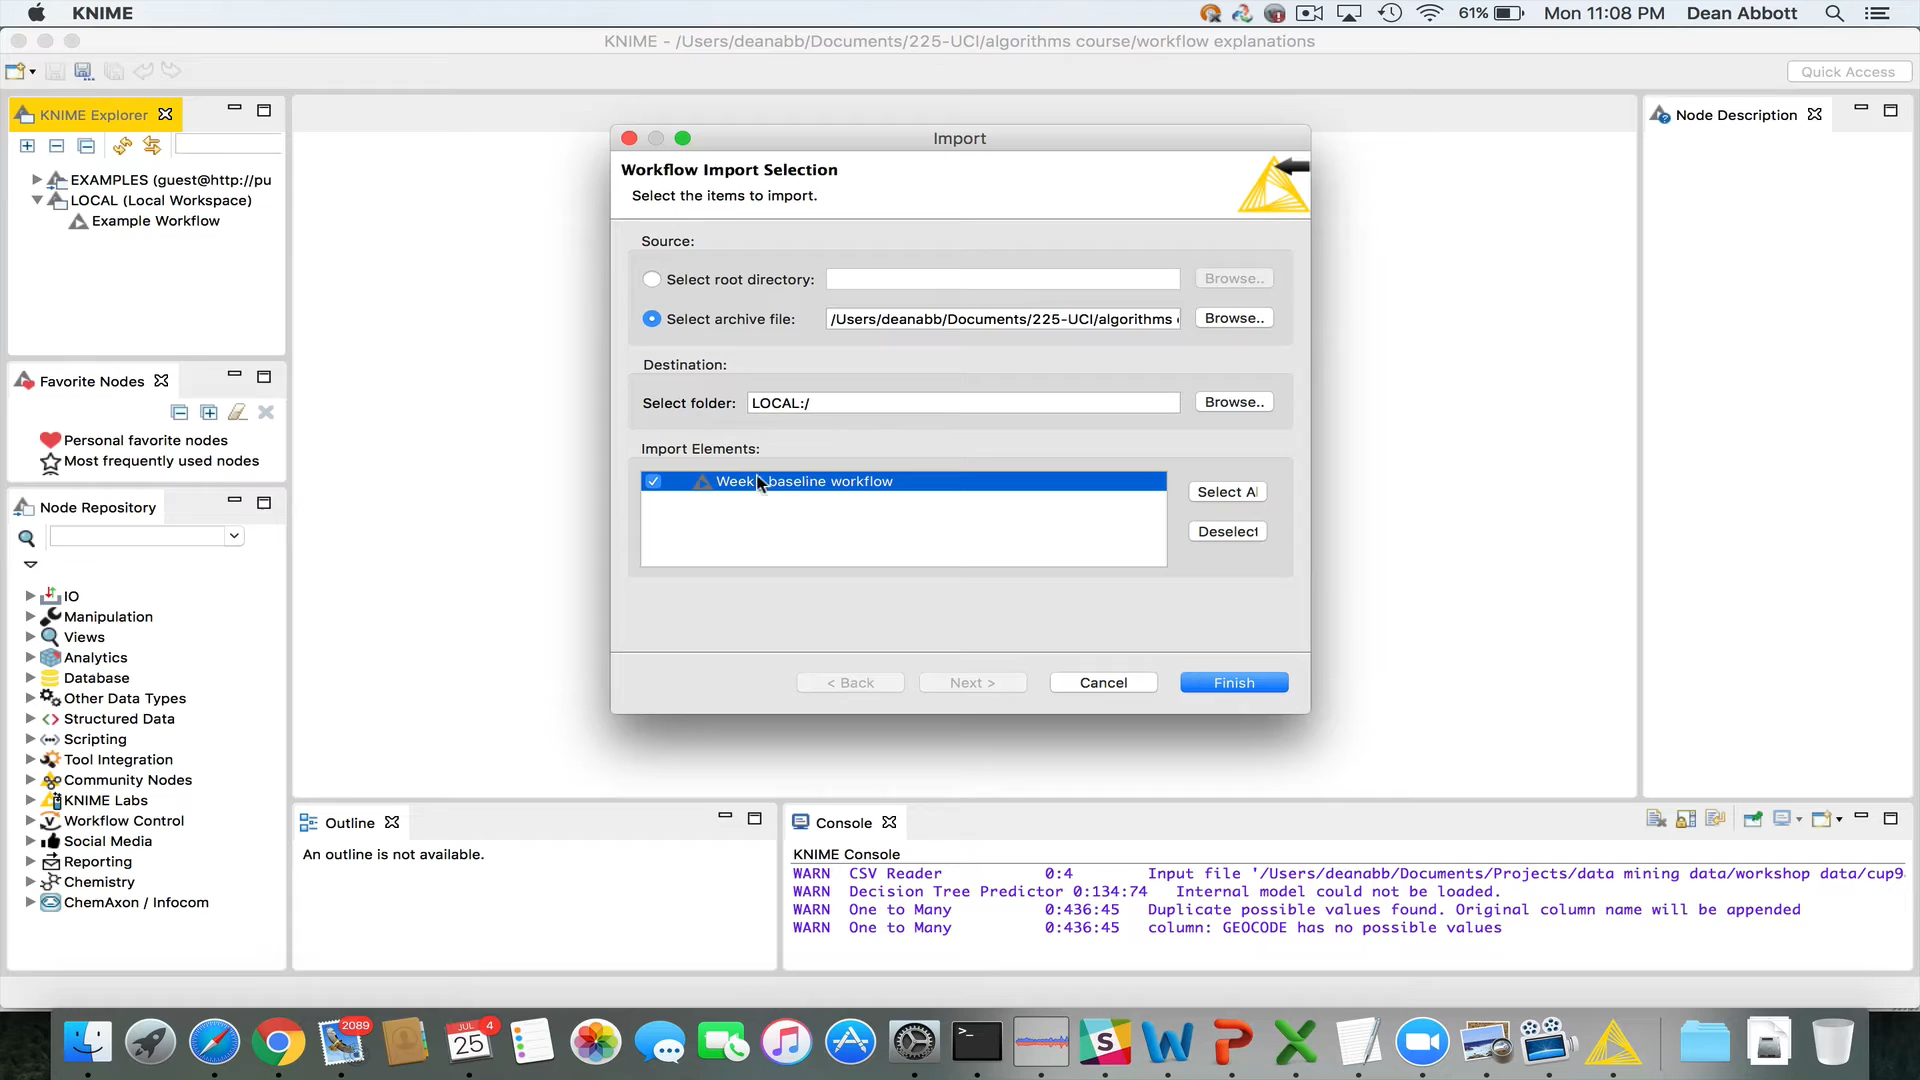 KNIME
61%
Mon 11:08 PM
Dean Abbott
KNIME - /Users/deanabb/Documents/225-UCI/algorithms course/workflow explanations
Quick Access
KNIME Explorer
EXAMPLES (guest@http://pu
LOCAL (Local Workspace)
Example Workflow
Favorite Nodes
Personal favorite nodes
Most frequently used nodes
Node Repository
IO
Manipulation
Views
Analytics
Database
Other Data Types
Structured Data
Scripting
Tool Integration
Community Nodes
KNIME Labs
Workflow Control
Social Media
Reporting
Chemistry
ChemAxon / Infocom
Import
Workflow Import Selection
Select the items to import.
Source:
Select root directory:
Browse..
Select archive file:
/Users/deanabb/Documents/225-UCI/algorithms
Browse..
Destination:
Select folder:
LOCAL:/
Browse..
Import Elements:
Week baseline workflow
Select Al
Deselect
< Back
Next >
Cancel
Finish
Node Description
Outline
An outline is not available.
Console
KNIME Console
WARN CSV Reader 0:4 Input file '/Users/deanabb/Documents/Projects/data mining data/workshop data/cup9
WARN Decision Tree Predictor 0:134:74 Internal model could not be loaded.
WARN One to Many 0:436:45 Duplicate possible values found. Original column name will be appended
WARN One to Many 0:436:45 column: GEOCODE has no possible values
2089
JUL 4
25